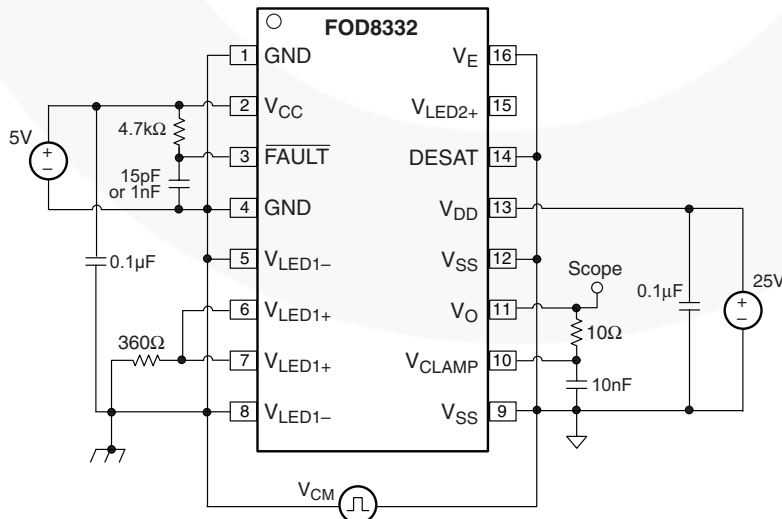 FOD8332
1 GND
2 VCC
3 FAULT
4 GND
5 VLED1–
6 VLED1+
7 VLED1+
8 VLED1–
VE 16
VLED2+ 15
DESAT 14
VDD 13
VSS 12
VO 11
VCLAMP 10
VSS 9
5V
+
–
4.7kΩ
15pF
or 1nF
0.1µF
360Ω
Scope
10Ω
10nF
0.1µF
25V
+
–
VCM